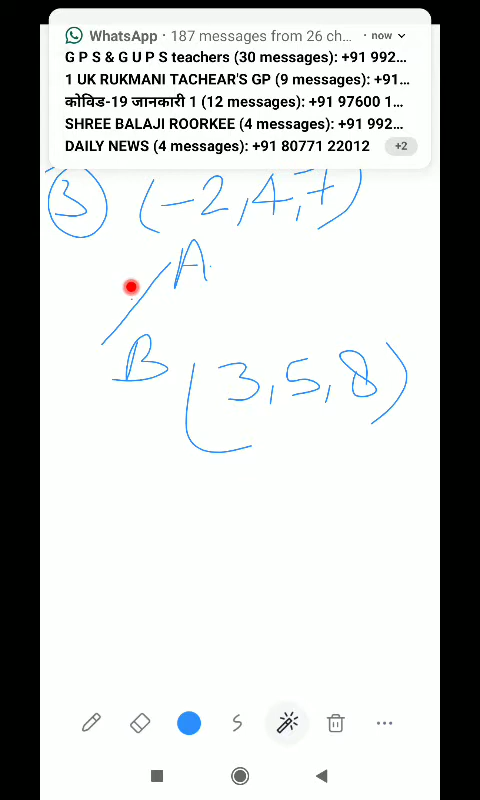 WhatsApp · 187 messages from 26 ch... · now
G P S & G U P S teachers (30 messages): +91 992...
1 UK RUKMANI TACHEAR'S GP (9 messages): +91...
कोविड-19 जानकारी 1 (12 messages): +91 97600 1...
SHREE BALAJI ROORKEE (4 messages): +91 992...
DAILY NEWS (4 messages): +91 80771 22012 +2
3 (-2,4,7)
A
B (3,5,8)